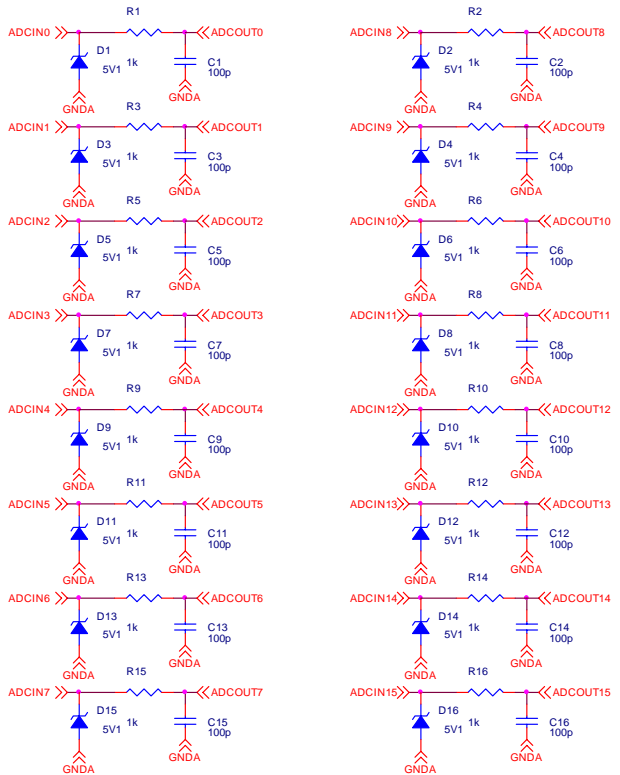 R1
ADCIN0 ADCOUT0
D1 C1
5V1 1k 100p
GNDA GNDA
R3
ADCIN1 ADCOUT1
D3 C3
5V1 1k 100p
GNDA GNDA
R5
ADCIN2 ADCOUT2
D5 C5
5V1 1k 100p
GNDA GNDA
R7
ADCIN3 ADCOUT3
D7 C7
5V1 1k 100p
GNDA GNDA
R9
ADCIN4 ADCOUT4
D9 C9
5V1 1k 100p
GNDA GNDA
R11
ADCIN5 ADCOUT5
D11 C11
5V1 1k 100p
GNDA GNDA
R13
ADCIN6 ADCOUT6
D13 C13
5V1 1k 100p
GNDA GNDA
R15
ADCIN7 ADCOUT7
D15 C15
5V1 1k 100p
GNDA GNDA
R2
ADCIN8 ADCOUT8
D2 C2
5V1 1k 100p
GNDA GNDA
R4
ADCIN9 ADCOUT9
D4 C4
5V1 1k 100p
GNDA GNDA
R6
ADCIN10 ADCOUT10
D6 C6
5V1 1k 100p
GNDA GNDA
R8
ADCIN11 ADCOUT11
D8 C8
5V1 1k 100p
GNDA GNDA
R10
ADCIN12 ADCOUT12
D10 C10
5V1 1k 100p
GNDA GNDA
R12
ADCIN13 ADCOUT13
D12 C12
5V1 1k 100p
GNDA GNDA
R14
ADCIN14 ADCOUT14
D14 C14
5V1 1k 100p
GNDA GNDA
R16
ADCIN15 ADCOUT15
D16 C16
5V1 1k 100p
GNDA GNDA